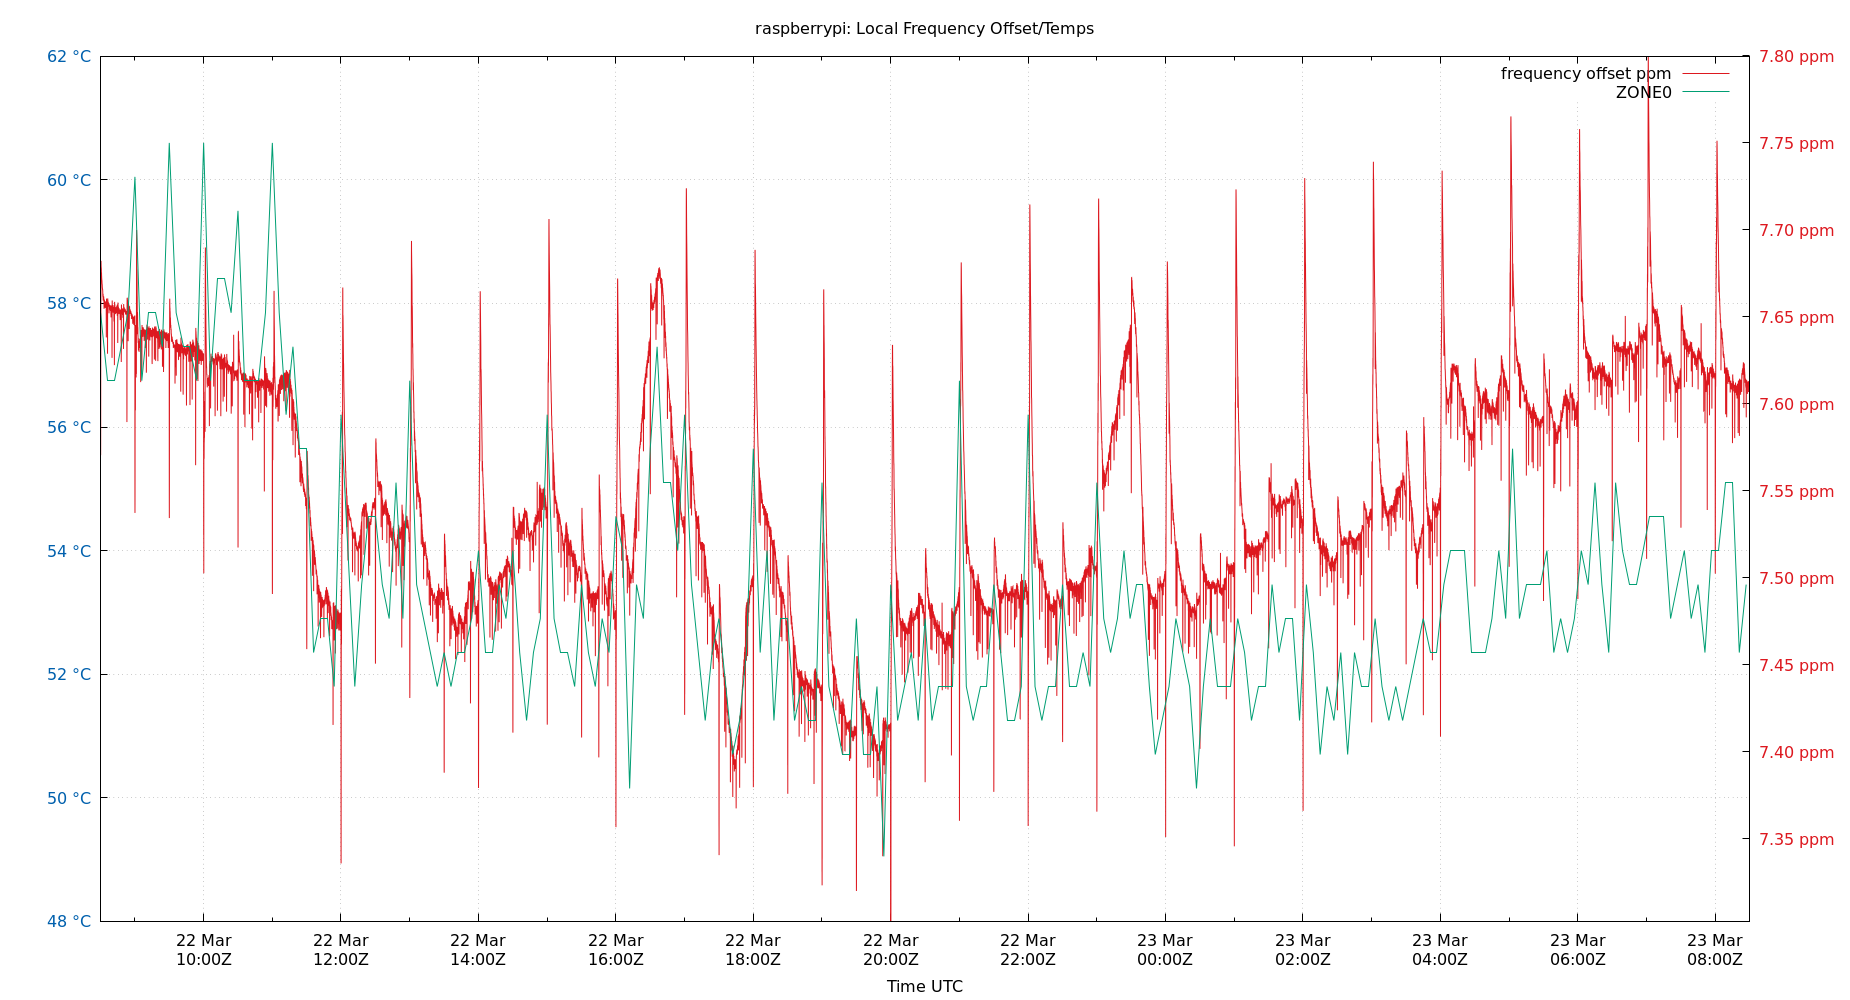 raspberrypi: Local Frequency Offset/Temps
62 °C
60 °C
58 °C
56 °C
54 °C
52 °C
50 °C
48 °C
7.80 ppm
7.75 ppm
7.70 ppm
7.65 ppm
7.60 ppm
7.55 ppm
7.50 ppm
7.45 ppm
7.40 ppm
7.35 ppm
frequency offset ppm
ZONE0
22 Mar 22 Mar 22 Mar 22 Mar 22 Mar 22 Mar 22 Mar 23 Mar 23 Mar 23 Mar 23 Mar 23 Mar
10:00Z 12:00Z 14:00Z 16:00Z 18:00Z 20:00Z 22:00Z 00:00Z 02:00Z 04:00Z 06:00Z 08:00Z
Time UTC